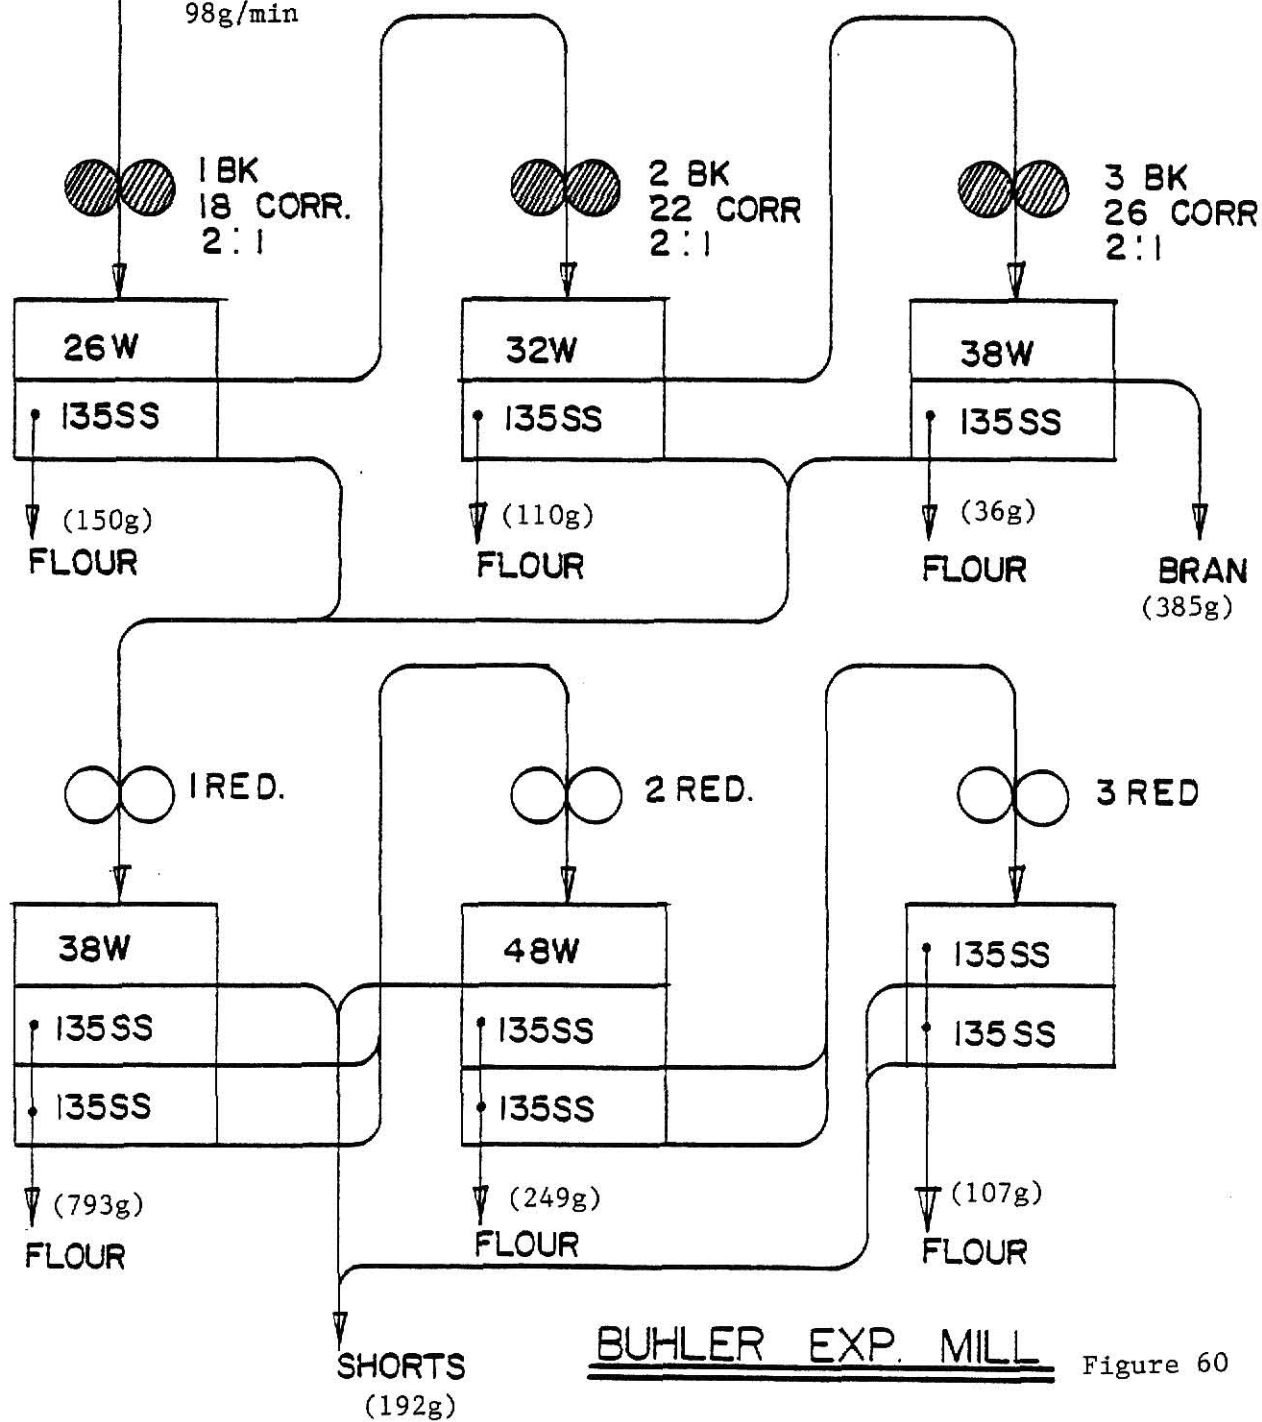 98g/min
1 BK
18 CORR.
2:1
2 BK
22 CORR
2:1
3 BK
26 CORR
2:1
26W
32W
38W
135SS
135SS
135SS
(150g)
FLOUR
(110g)
FLOUR
(36g)
FLOUR
BRAN
(385g)
1 RED.
2 RED.
3 RED
38W
48W
135SS
135SS
135SS
135SS
135SS
135SS
(793g)
FLOUR
(249g)
FLOUR
(107g)
FLOUR
SHORTS
(192g)
BUHLER EXP. MILL
Figure 60